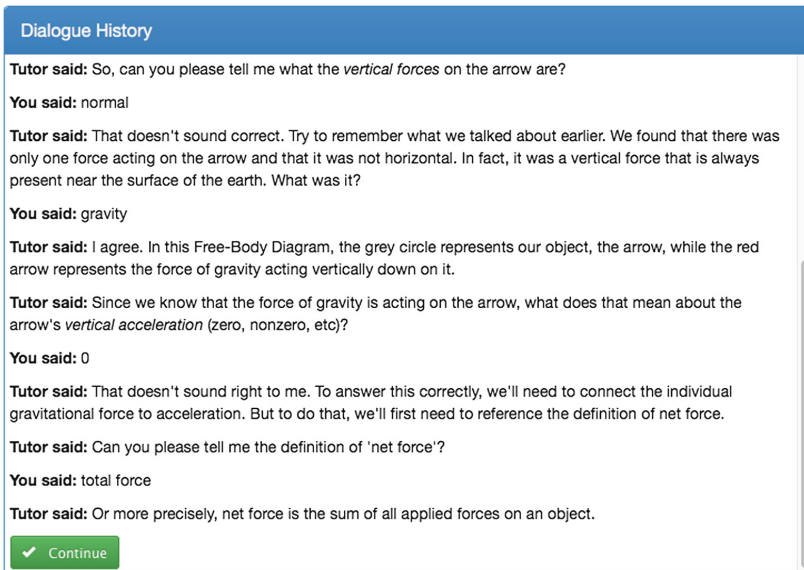 Dialogue History
Tutor said: So, can you please tell me what the vertical forces on the arrow are?
You said: normal
Tutor said: That doesn't sound correct. Try to remember what we talked about earlier. We found that there was
only one force acting on the arrow and that it was not horizontal. In fact, it was a vertical force that is always
present near the surface of the earth. What was it?
You said: gravity
Tutor said: I agree. In this Free-Body Diagram, the grey circle represents our object, the arrow, while the red
arrow represents the force of gravity acting vertically down on it.
Tutor said: Since we know that the force of gravity is acting on the arrow, what does that mean about the
arrow's vertical acceleration (zero, nonzero, etc)?
You said: 0
Tutor said: That doesn't sound right to me. To answer this correctly, we'll need to connect the individual
gravitational force to acceleration. But to do that, we'll first need to reference the definition of net force.
Tutor said: Can you please tell me the definition of 'net force'?
You said: total force
Tutor said: Or more precisely, net force is the sum of all applied forces on an object.
Continue